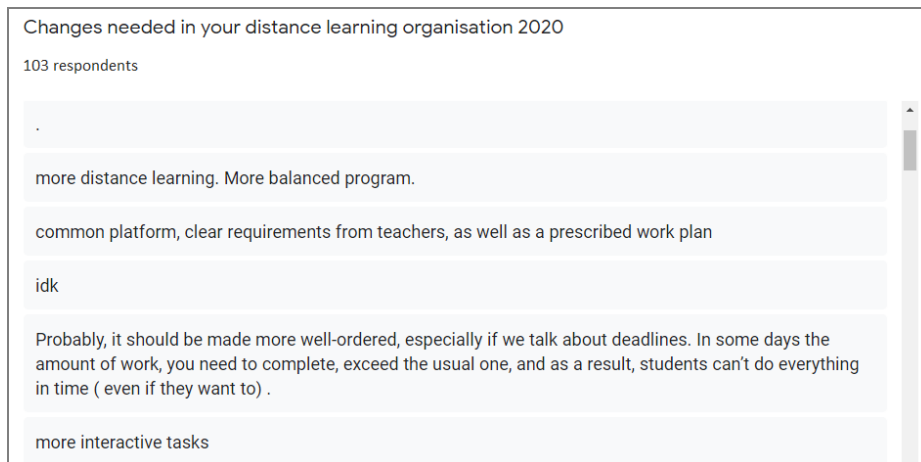 Changes needed in your distance learning organisation 2020
103 respondents
.
more distance learning. More balanced program.
common platform, clear requirements from teachers, as well as a prescribed work plan
idk
Probably, it should be made more well-ordered, especially if we talk about deadlines. In some days the
amount of work, you need to complete, exceed the usual one, and as a result, students can’t do everything
in time ( even if they want to) .
more interactive tasks